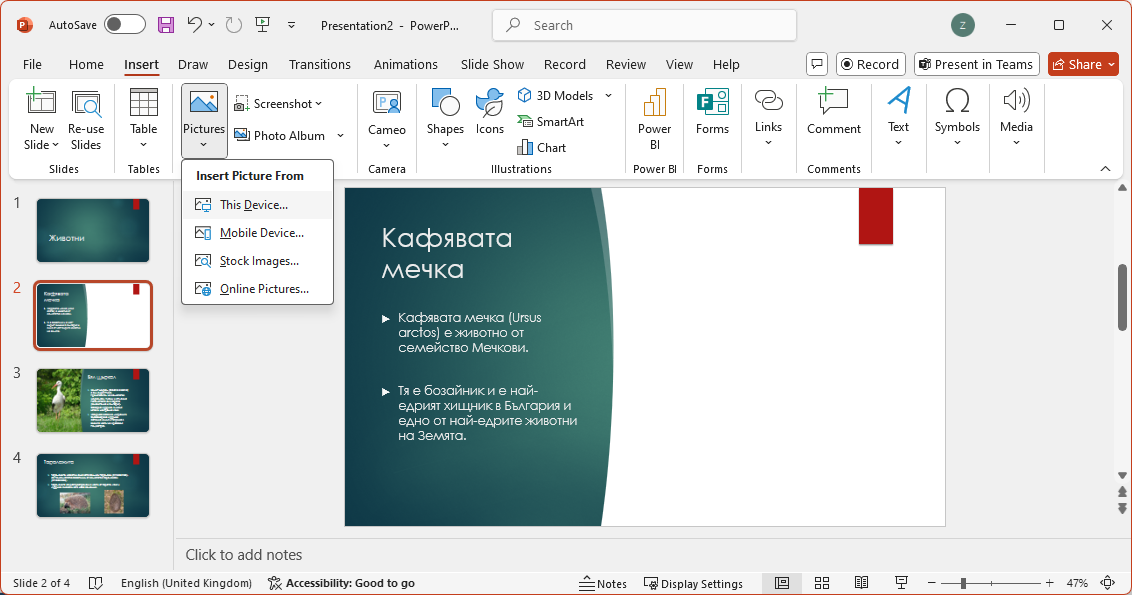 AutoSave
Presentation2 - PowerP...
Search
Z
File Home Insert Draw Design Transitions Animations Slide Show Record Review View Help
Record
Present in Teams
Share
New Slide
Re-use Slides
Slides
Table
Tables
Pictures
Screenshot
Photo Album
Cameo
Camera
Shapes
Icons
3D Models
SmartArt
Chart
Illustrations
Power BI
Power BI
Forms
Forms
Links
Comment
Comments
Text
Symbols
Media
Insert Picture From
This Device...
Mobile Device...
Stock Images...
Online Pictures...
1
Животни
2
Кафявата
мечка
3
Бял щъркел
4
Таралежите
Кафявата
мечка
Кафявата мечка (Ursus
arctos) е животно от
семейство Мечкови.
Тя е бозайник и е най-
едрият хищник в България и
едно от най-едрите животни
на Земята.
Click to add notes
Slide 2 of 4
English (United Kingdom)
Accessibility: Good to go
Notes
Display Settings
47%